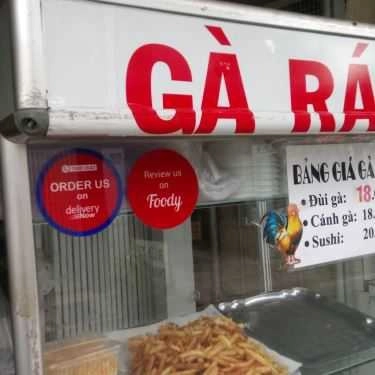 GÀ RÁ
ORDER US
on
delivery
Now
Review us
on
Foody
BẢNG GIÁ GÀ
• Đùi gà: 18.
• Cánh gà: 18.
• Sushi: 20.